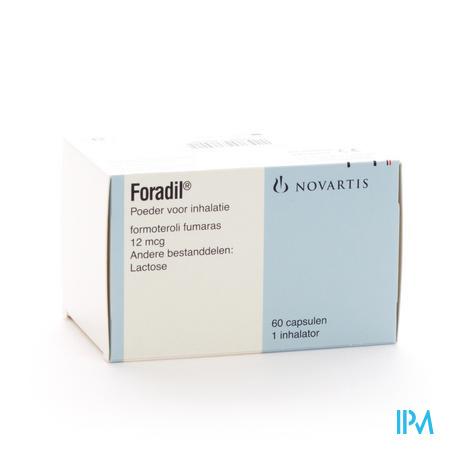 Foradil®
Poeder voor inhalatie
formoteroli fumaras
12 mcg
Andere bestanddelen:
Lactose
NOVARTIS
60 capsulen
1 inhalator
IPM